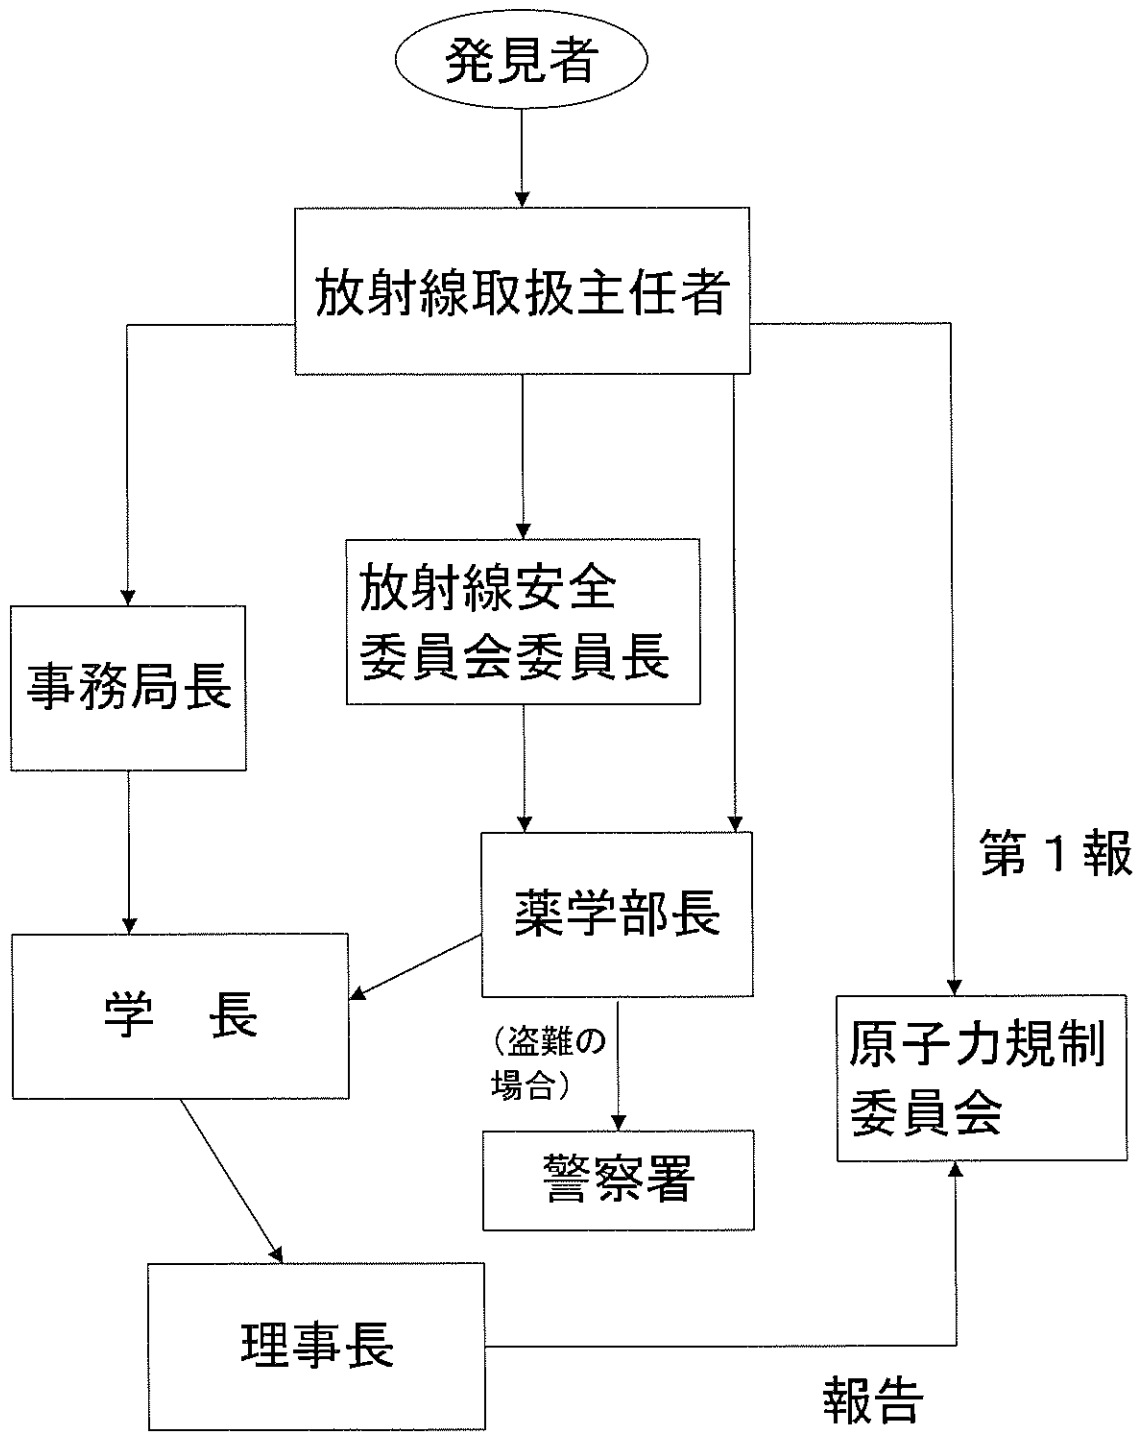 発見者
放射線取扱主任者
放射線安全
委員会委員長
事務局長
第１報
薬学部長
学　長
（盗難の
場合）
原子力規制
委員会
警察署
理事長
報告